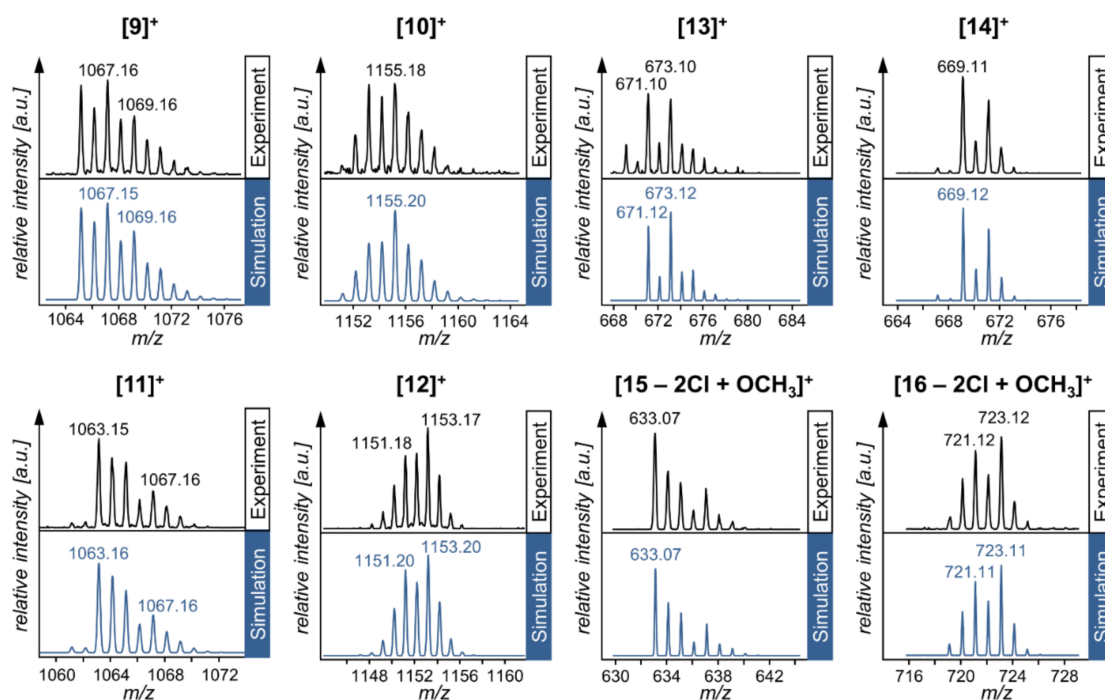 [9]⁺
relative intensity [a.u.]
1067.16
1069.16
Experiment
1067.15
1069.16
Simulation
1064 1068 1072 1076
m/z
[10]⁺
relative intensity [a.u.]
1155.18
Experiment
1155.20
Simulation
1152 1156 1160 1164
m/z
[13]⁺
relative intensity [a.u.]
673.10
671.10
Experiment
673.12
671.12
Simulation
668 672 676 680 684
m/z
[14]⁺
relative intensity [a.u.]
669.11
Experiment
669.12
Simulation
664 668 672 676
m/z
[11]⁺
relative intensity [a.u.]
1063.15
1067.16
Experiment
1063.16
1067.16
Simulation
1060 1064 1068 1072
m/z
[12]⁺
relative intensity [a.u.]
1153.17
1151.18
Experiment
1153.20
1151.20
Simulation
1148 1152 1156 1160
m/z
[15 – 2Cl + OCH₃]⁺
relative intensity [a.u.]
633.07
Experiment
633.07
Simulation
630 634 638 642
m/z
[16 – 2Cl + OCH₃]⁺
relative intensity [a.u.]
723.12
721.12
Experiment
723.11
721.11
Simulation
716 720 724 728
m/z